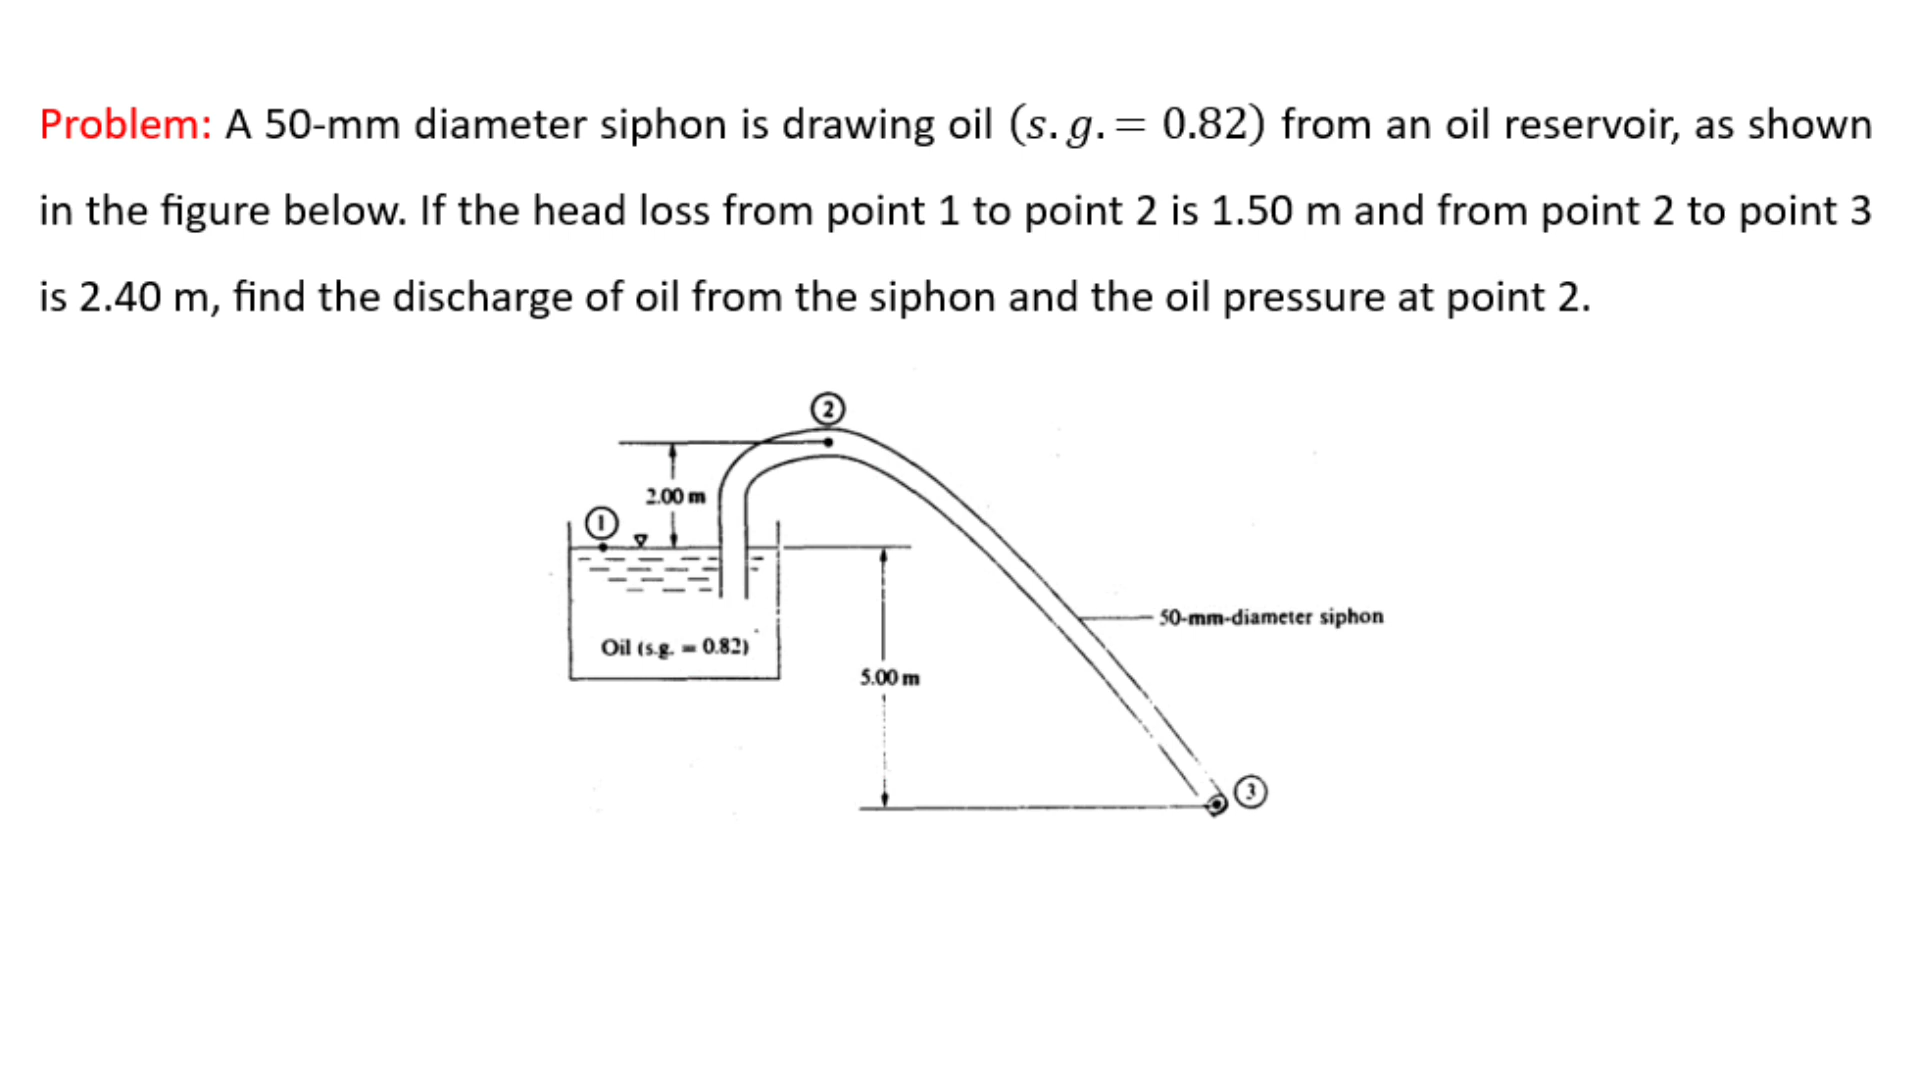 Problem: A 50-mm diameter siphon is drawing oil (s. g. = 0.82) from an oil reservoir, as shown
in the figure below. If the head loss from point 1 to point 2 is 1.50 m and from point 2 to point 3
is 2.40 m, find the discharge of oil from the siphon and the oil pressure at point 2.
2
2.00 m
1
50-mm-diameter siphon
Oil (s.g. = 0.82)
5.00 m
3